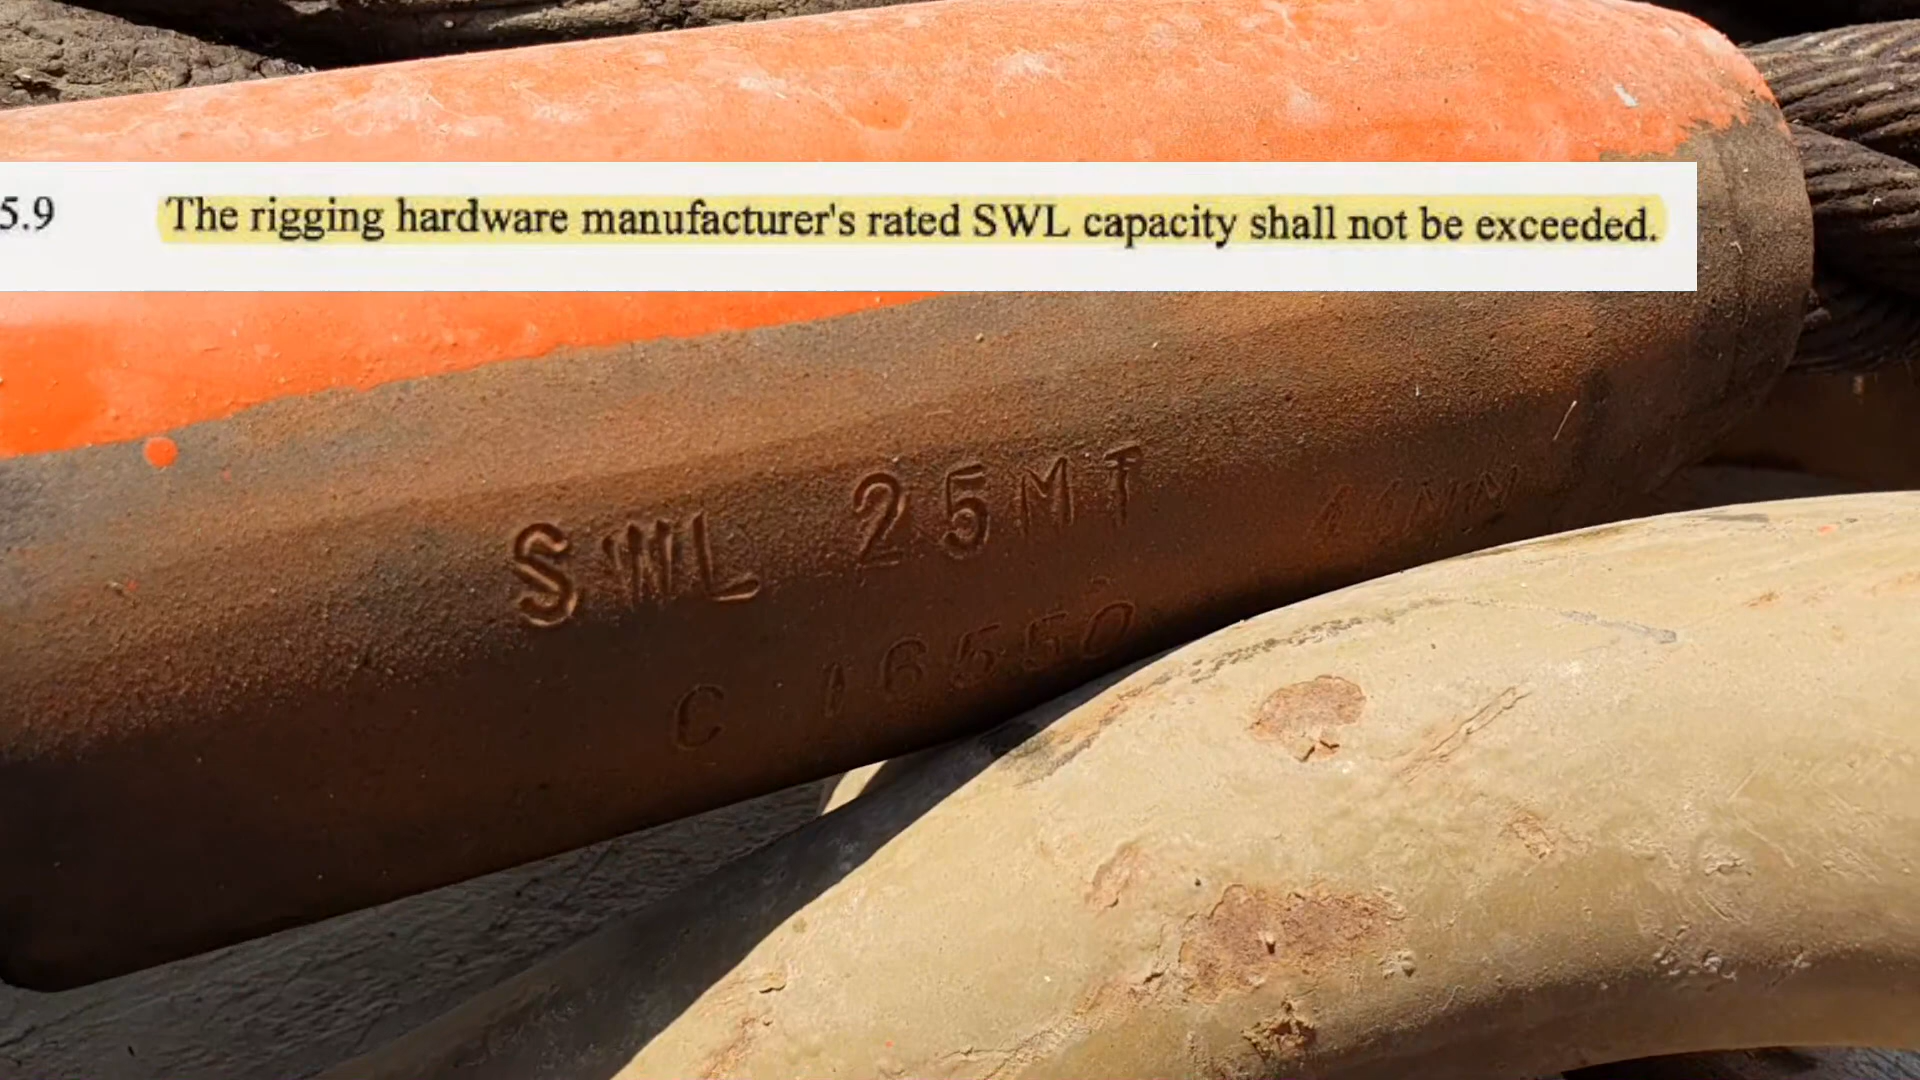 5.9 The rigging hardware manufacturer's rated SWL capacity shall not be exceeded.
SWL 25MT
C 16550